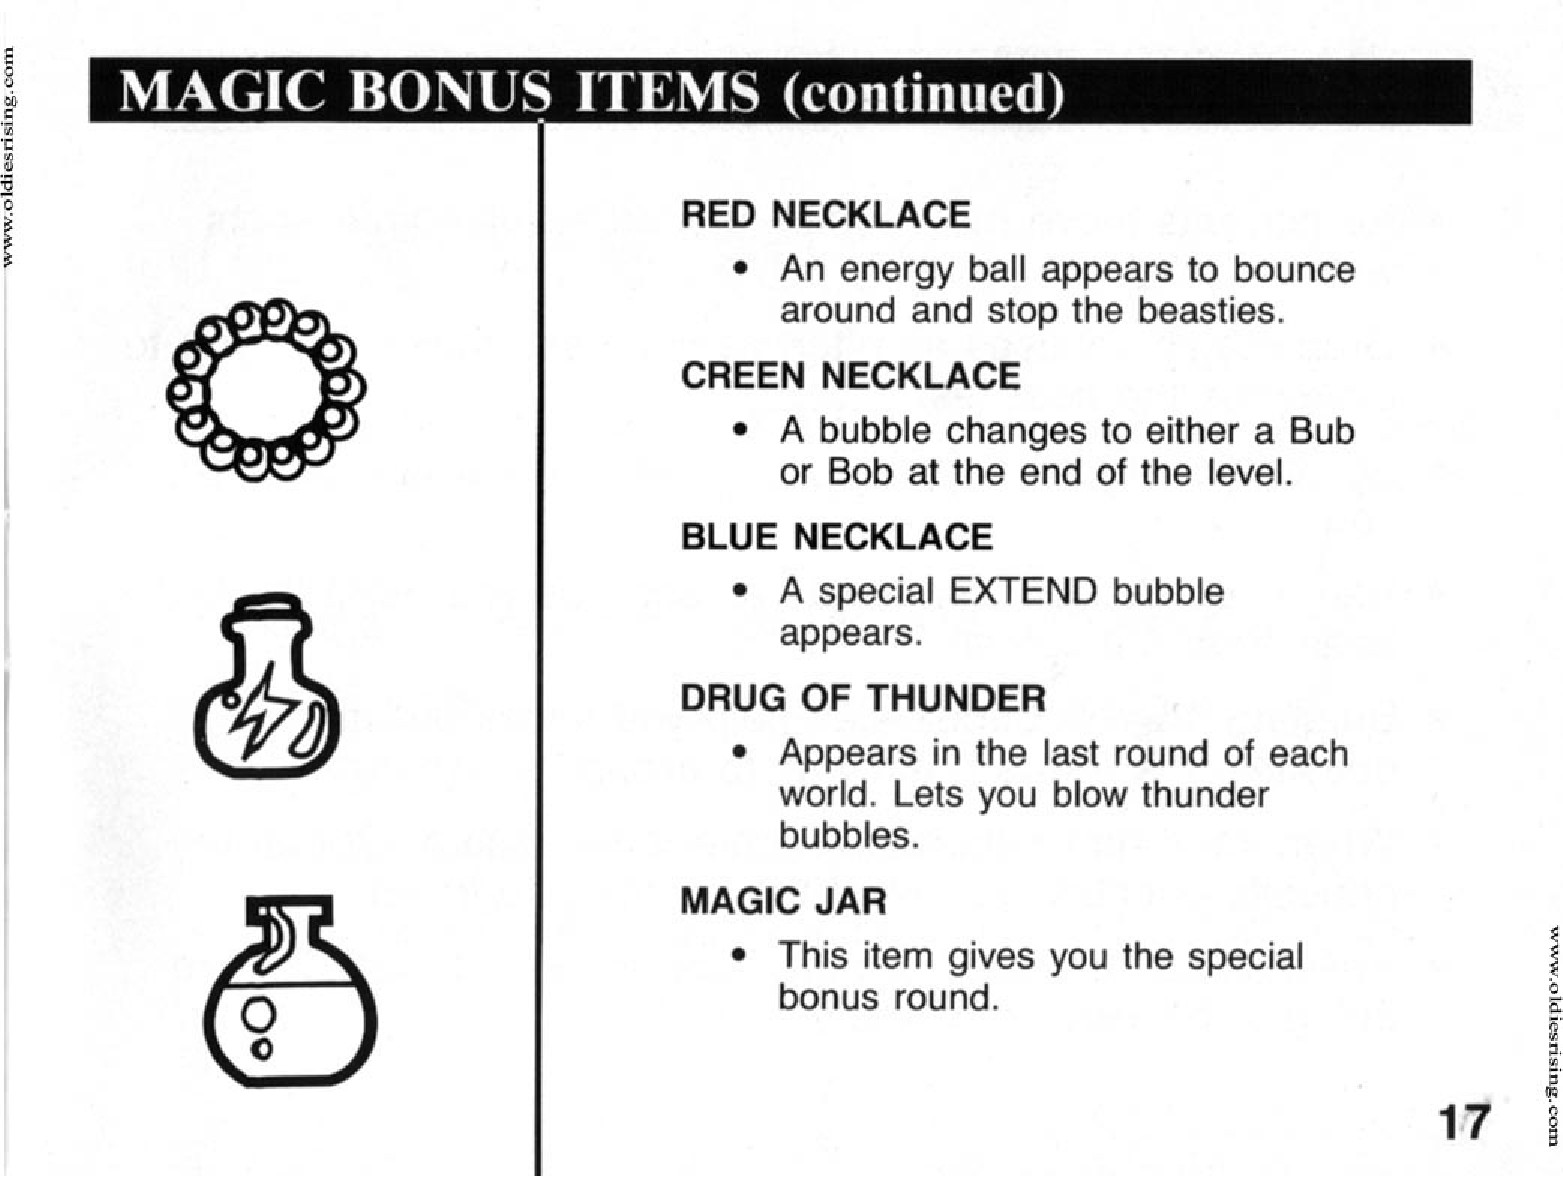 www.oldiesrising.com
MAGIC BONUS ITEMS (continued)
RED NECKLACE
• An energy ball appears to bounce
around and stop the beasties.
CREEN NECKLACE
• A bubble changes to either a Bub
or Bob at the end of the level.
BLUE NECKLACE
• A special EXTEND bubble
appears.
DRUG OF THUNDER
• Appears in the last round of each
world. Lets you blow thunder
bubbles.
MAGIC JAR
• This item gives you the special
bonus round.
17
www.oldiesrising.com